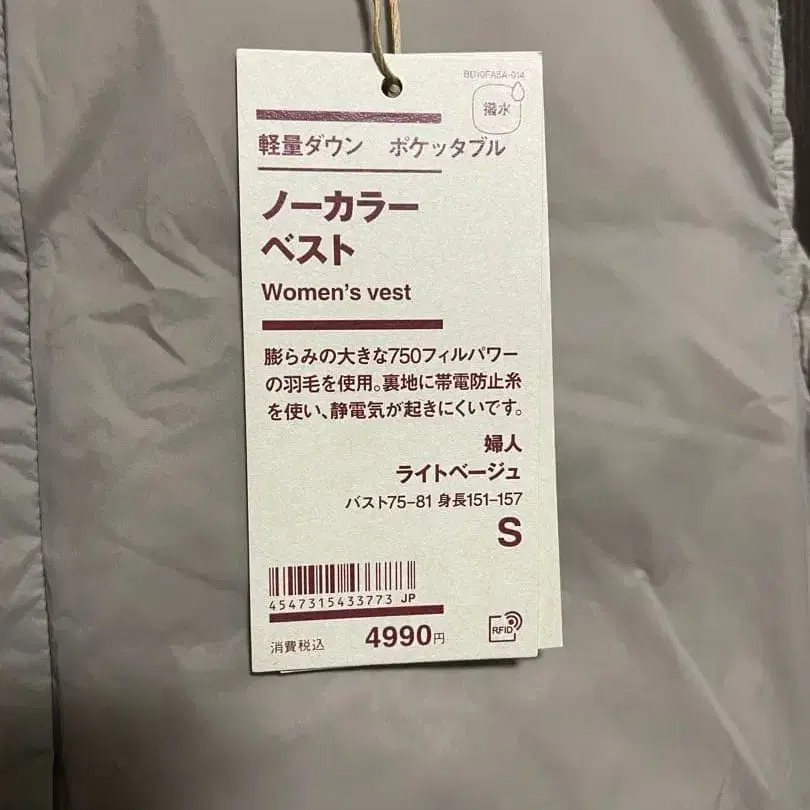 BD10FA5A-014
撥水
軽量ダウン ポケッタブル
ノーカラー
ベスト
Women's vest
膨らみの大きな750フィルパワー
の羽毛を使用。裏地に帯電防止糸
を使い、静電気が起きにくいです。
婦人
ライトベージュ
バスト75-81 身長151-157
S
4547315433773 JP
消費税込 4990円
RFID